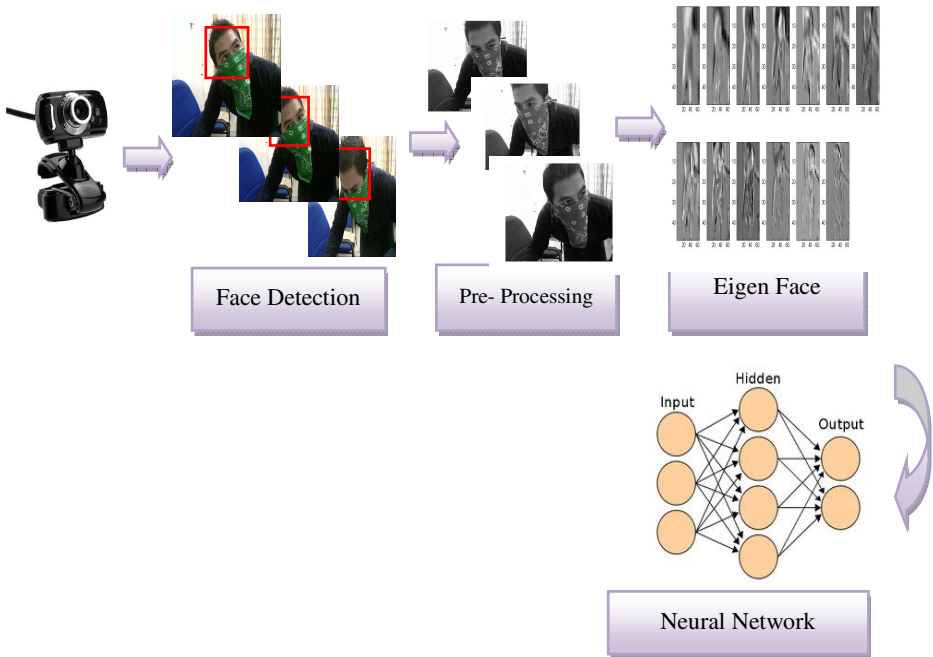 Face Detection
Pre- Processing
Eigen Face
Hidden
Input
Output
Neural Network